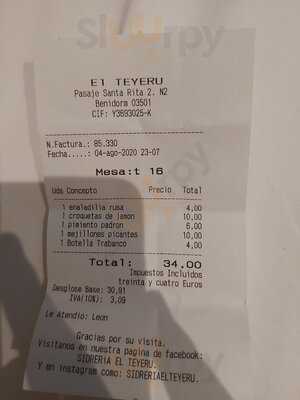 Sluurpy
El TEYERU
Pasaje Santa Rita 2, N2
Benidorm 03501
CIF: Y3693025-K
N.Factura.: 85.330
Fecha.....: 04-ago-2020 23-07
Mesa:t 16
Uds Concepto Precio Total
1 enaladilla rusa 4,00
1 croquetas de jamon 10,00
1 pimiento padron 6,00
1 mejillones picantes 10,00
1 Botella Trabanco 4,00
Total: 34,00
Impuestos Incluidos
treinta y cuatro Euros
Desglose Base: 30,91
IVA(10%): 3,09
Le Atendio: Leon
Gracias por su visita.
Visitanos en nuestra pagina de facebook:
SIDRERIA EL TEYERU.
Y en instagram como: SIDRERIAELTEYERU.